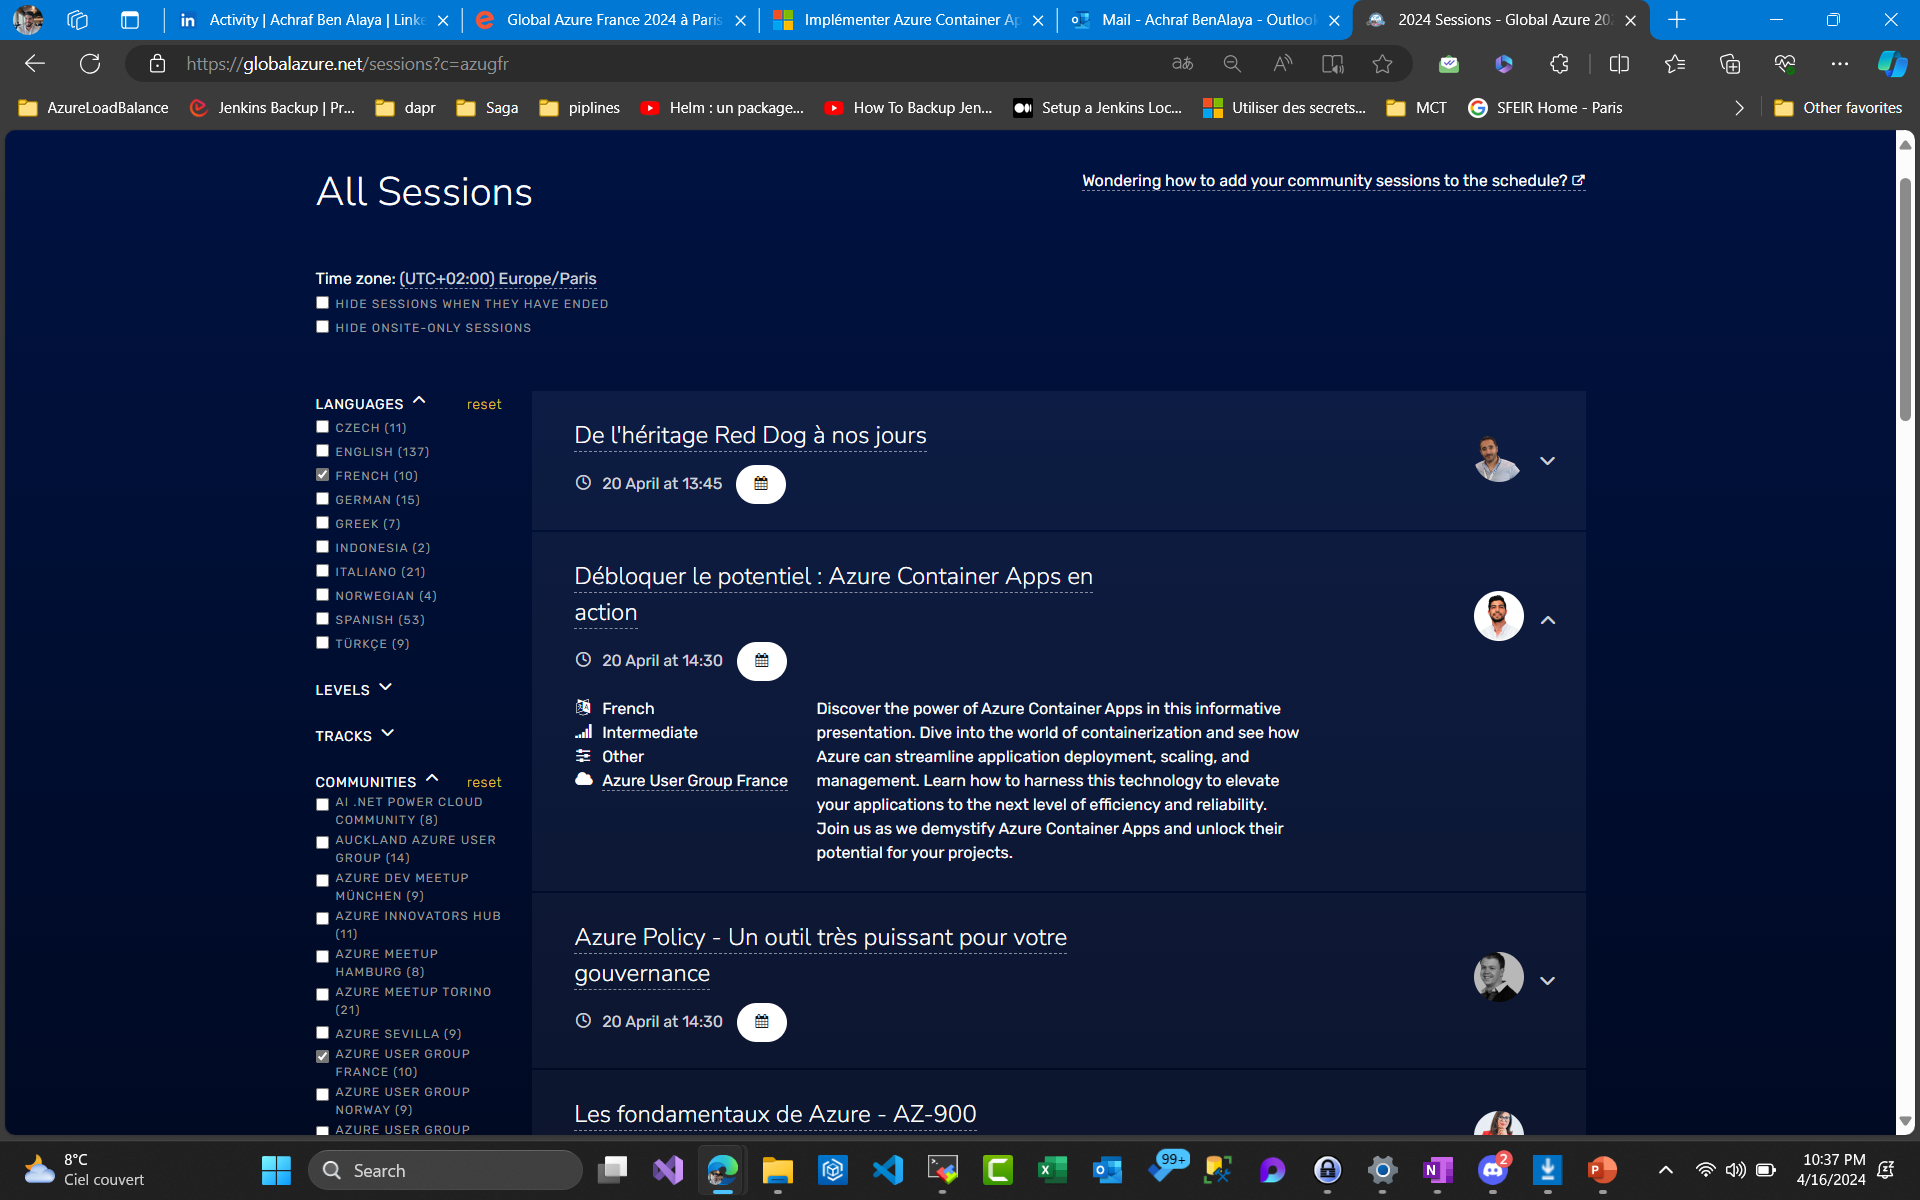 Activity | Achraf Ben Alaya | Linke
Global Azure France 2024 à Paris
Implémenter Azure Container Ap
Mail - Achraf BenAlaya - Outloo
2024 Sessions - Global Azure 202
https://globalazure.net/sessions?c=azugfr
AzureLoadBalance
Jenkins Backup | Pr...
dapr
Saga
piplines
Helm : un package...
How To Backup Jen...
Setup a Jenkins Loc...
Utiliser des secrets...
MCT
SFEIR Home - Paris
Other favorites
All Sessions
Wondering how to add your community sessions to the schedule?
Time zone: (UTC+02:00) Europe/Paris
HIDE SESSIONS WHEN THEY HAVE ENDED
HIDE ONSITE-ONLY SESSIONS
LANGUAGES
reset
CZECH (11)
ENGLISH (137)
FRENCH (10)
GERMAN (15)
GREEK (7)
INDONESIA (2)
ITALIANO (21)
NORWEGIAN (4)
SPANISH (53)
TÜRKÇE (9)
LEVELS
TRACKS
COMMUNITIES
reset
AI .NET POWER CLOUD
COMMUNITY (8)
AUCKLAND AZURE USER
GROUP (14)
AZURE DEV MEETUP
MÜNCHEN (9)
AZURE INNOVATORS HUB
(11)
AZURE MEETUP
HAMBURG (8)
AZURE MEETUP TORINO
(21)
AZURE SEVILLA (9)
AZURE USER GROUP
FRANCE (10)
AZURE USER GROUP
NORWAY (9)
AZURE USER GROUP
De l'héritage Red Dog à nos jours
20 April at 13:45
Débloquer le potentiel : Azure Container Apps en
action
20 April at 14:30
French
Intermediate
Other
Azure User Group France
Discover the power of Azure Container Apps in this informative
presentation. Dive into the world of containerization and see how
Azure can streamline application deployment, scaling, and
management. Learn how to harness this technology to elevate
your applications to the next level of efficiency and reliability.
Join us as we demystify Azure Container Apps and unlock their
potential for your projects.
Azure Policy - Un outil très puissant pour votre
gouvernance
20 April at 14:30
Les fondamentaux de Azure - AZ-900
8°C
Ciel couvert
Search
99+
2
10:37 PM
4/16/2024